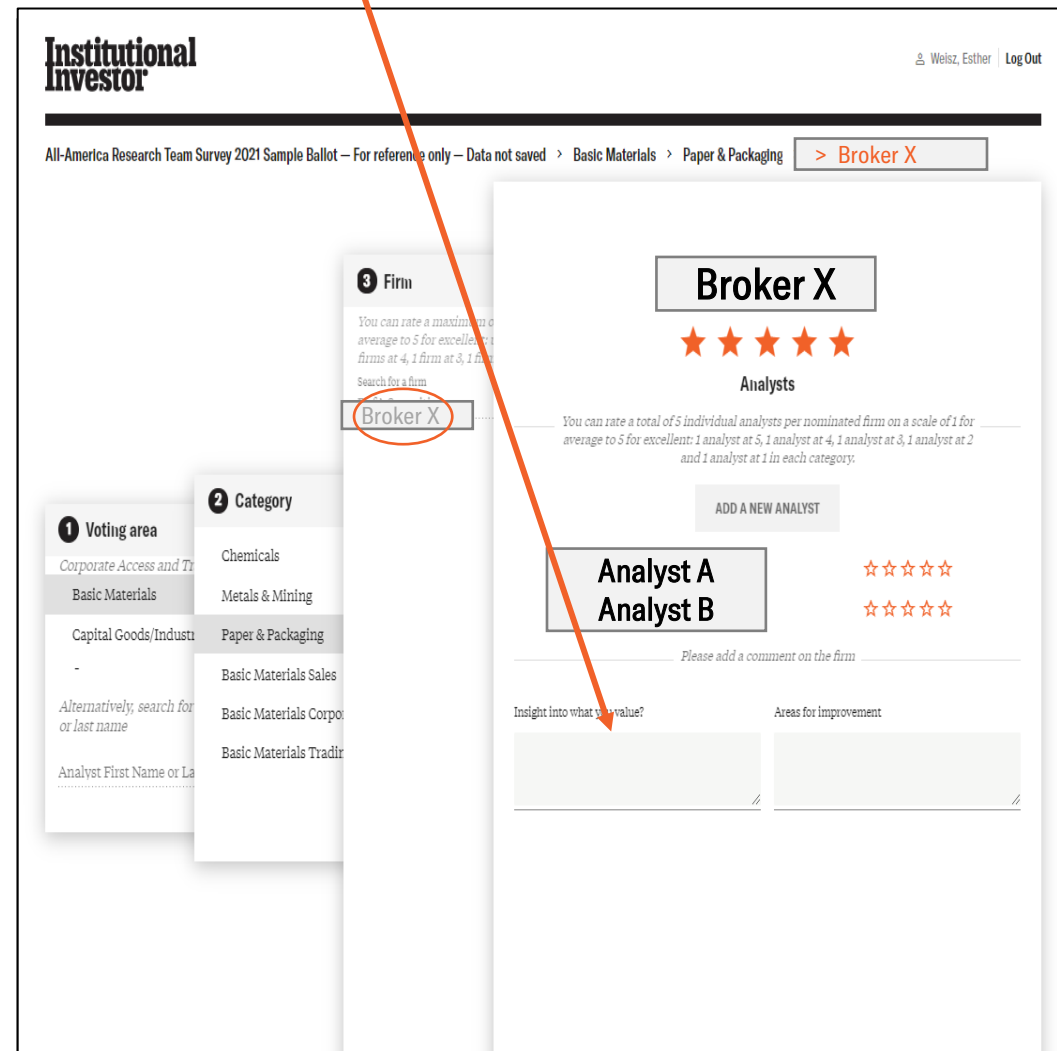 Institutional
Investor
Weisz, Esther | Log Out
All-America Research Team Survey 2021 Sample Ballot – For reference only – Data not saved > Basic Materials > Paper & Packaging > Broker X
Broker X
Analysts
You can rate a total of 5 individual analysts per nominated firm on a scale of 1 for
average to 5 for excellent: 1 analyst at 5, 1 analyst at 4, 1 analyst at 3, 1 analyst at 2
and 1 analyst at 1 in each category.
ADD A NEW ANALYST
Analyst A
Analyst B
Please add a comment on the firm
Insight into what you value?
Areas for improvement
3 Firm
You can rate a maximum
average to 5 for excellent:
firms at 4, 1 firm at 3, 1
Search for a firm
Broker X
2 Category
Chemicals
Metals & Mining
Paper & Packaging
Basic Materials Sales
Basic Materials
Basic Materials
1 Voting area
Corporate Access and
Basic Materials
Capital Goods/
-
Alternatively, search for
or last name
Analyst First Name or